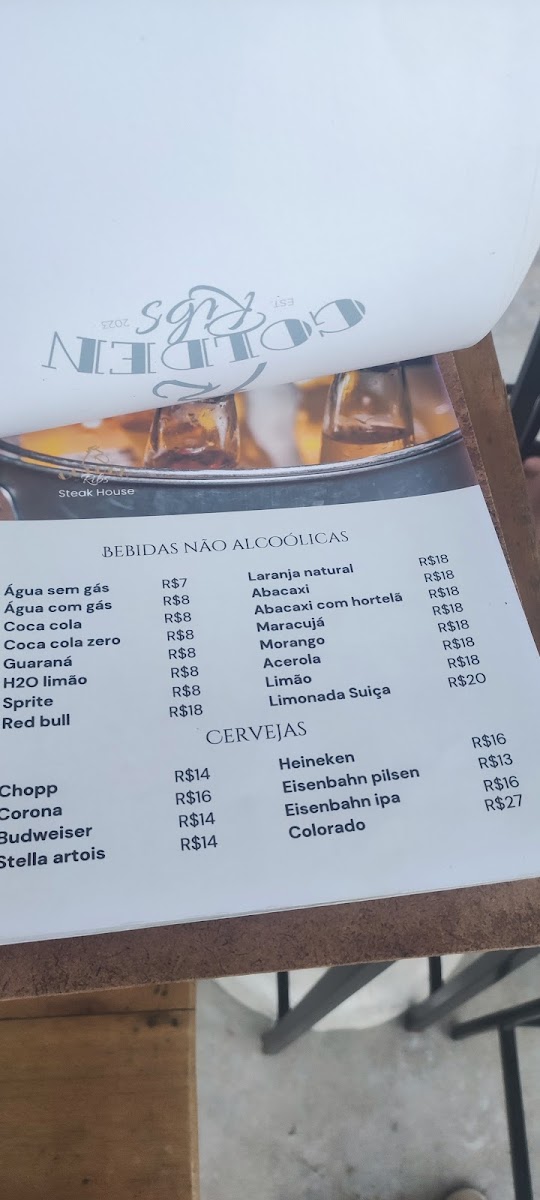 GOLDEN
Ribs
EST. 2023
Ribs
Steak House
BEBIDAS NÃO ALCOÓLICAS
Água sem gás R$7
Água com gás R$8
Coca cola R$8
Coca cola zero R$8
Guaraná R$8
H2O limão R$8
Sprite R$8
Red bull R$18
Laranja natural R$18
Abacaxi R$18
Abacaxi com hortelã R$18
Maracujá R$18
Morango R$18
Acerola R$18
Limão R$18
Limonada Suiça R$20
CERVEJAS
Chopp R$14
Corona R$16
Budweiser R$14
Stella artois R$14
Heineken R$16
Eisenbahn pilsen R$13
Eisenbahn ipa R$16
Colorado R$27